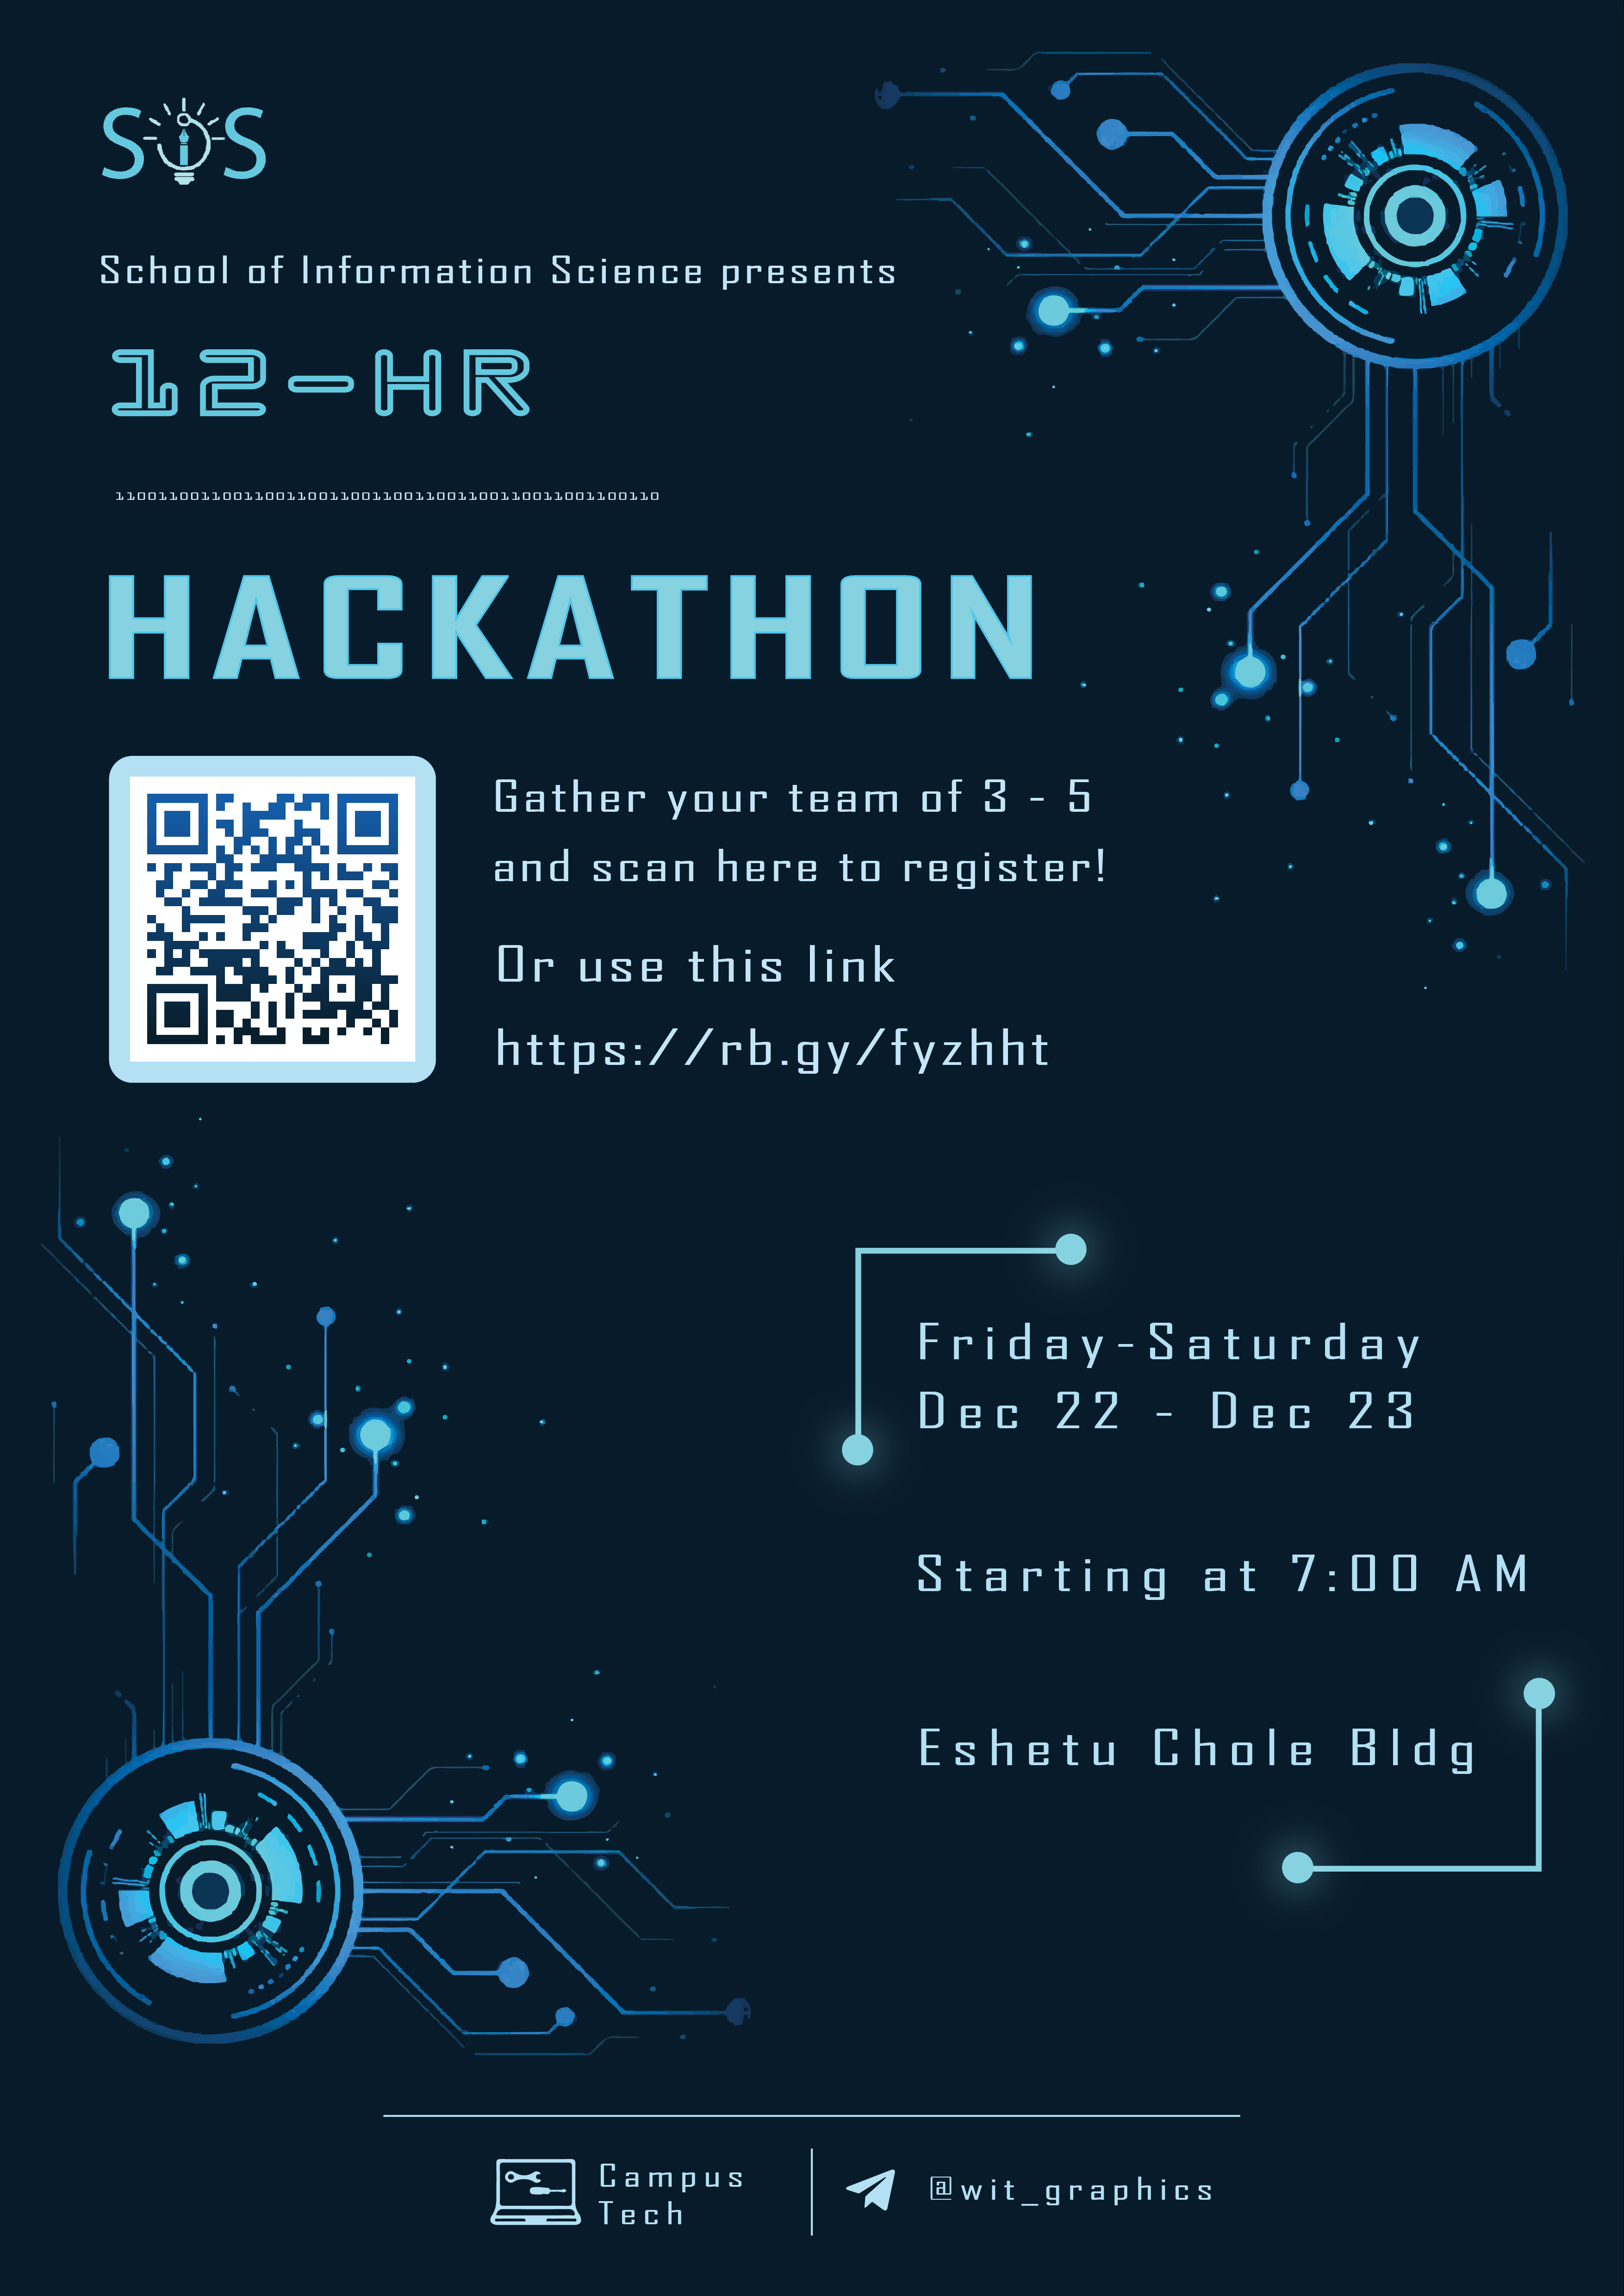 SiS
School of Information Science presents
12-HR
110011001100110011001100110011001100110011001100110
HACKATHON
Gather your team of 3 - 5
and scan here to register!
Or use this link
https://rb.gy/fyzhht
Friday-Saturday
Dec 22 - Dec 23
Starting at 7:00 AM
Eshetu Chole Bldg
Campus
Tech
@wit_graphics